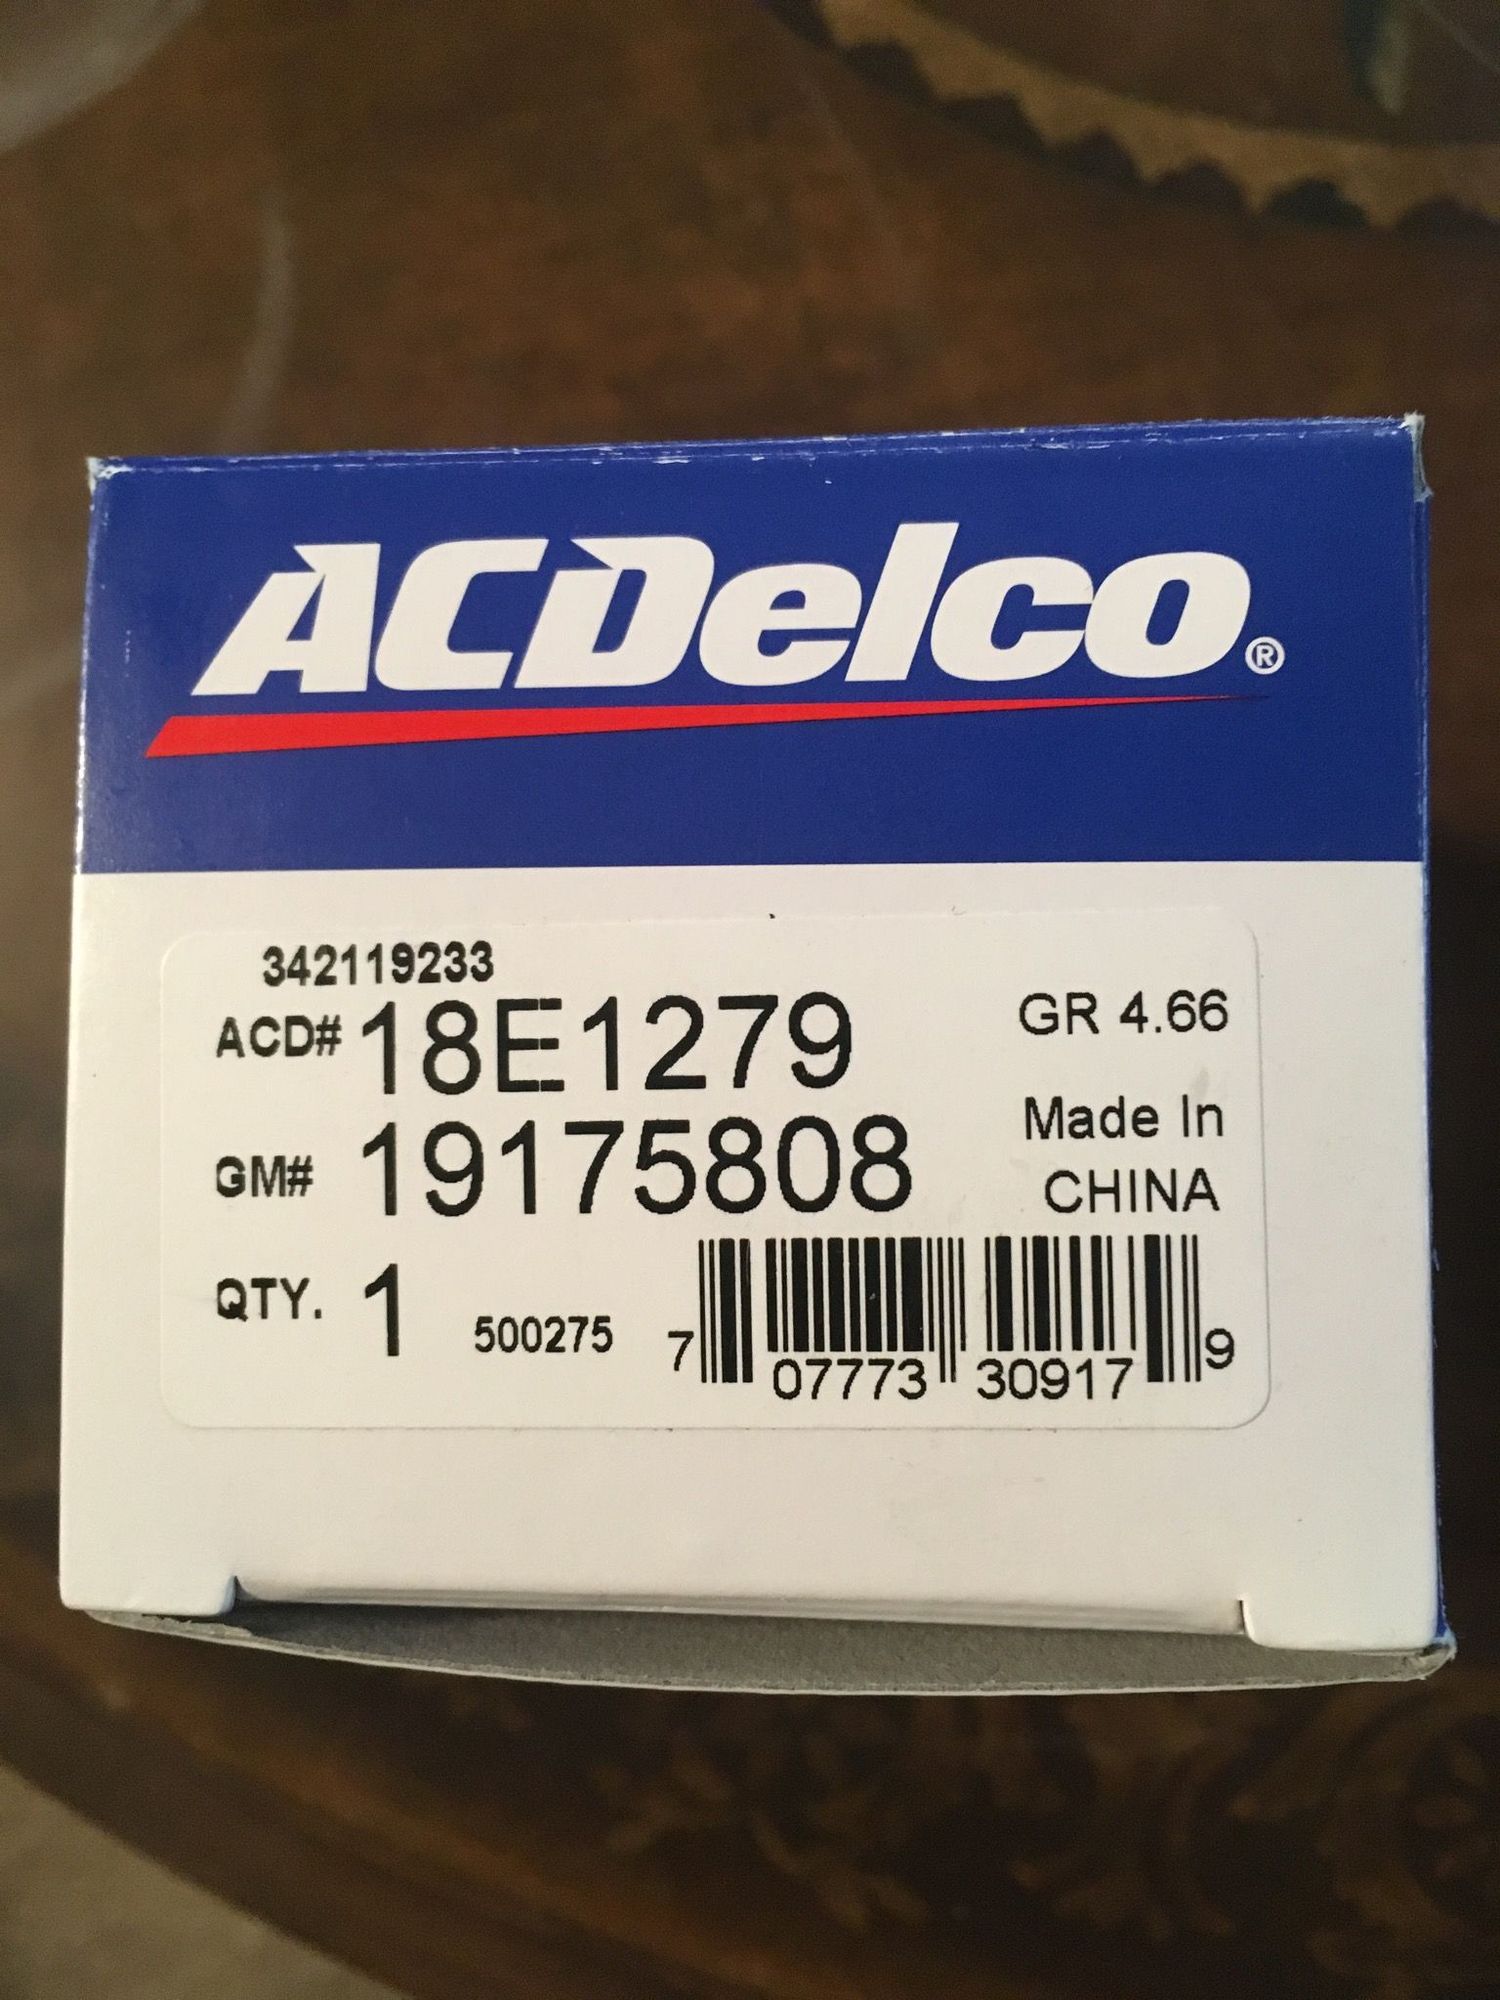 ACDelco®
342119233
ACD# 18E1279
GR 4.66
GM# 19175808
Made In
CHINA
QTY. 1
500275
7 07773 30917 9